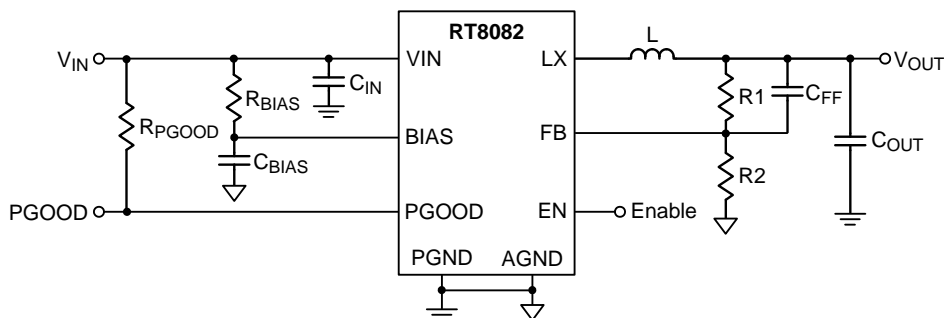 RT8082
VIN
VIN
LX
L
VOUT
CIN
RBIAS
R1
CFF
RPGOOD
BIAS
FB
COUT
CBIAS
R2
PGOOD
PGOOD
EN
Enable
PGND
AGND